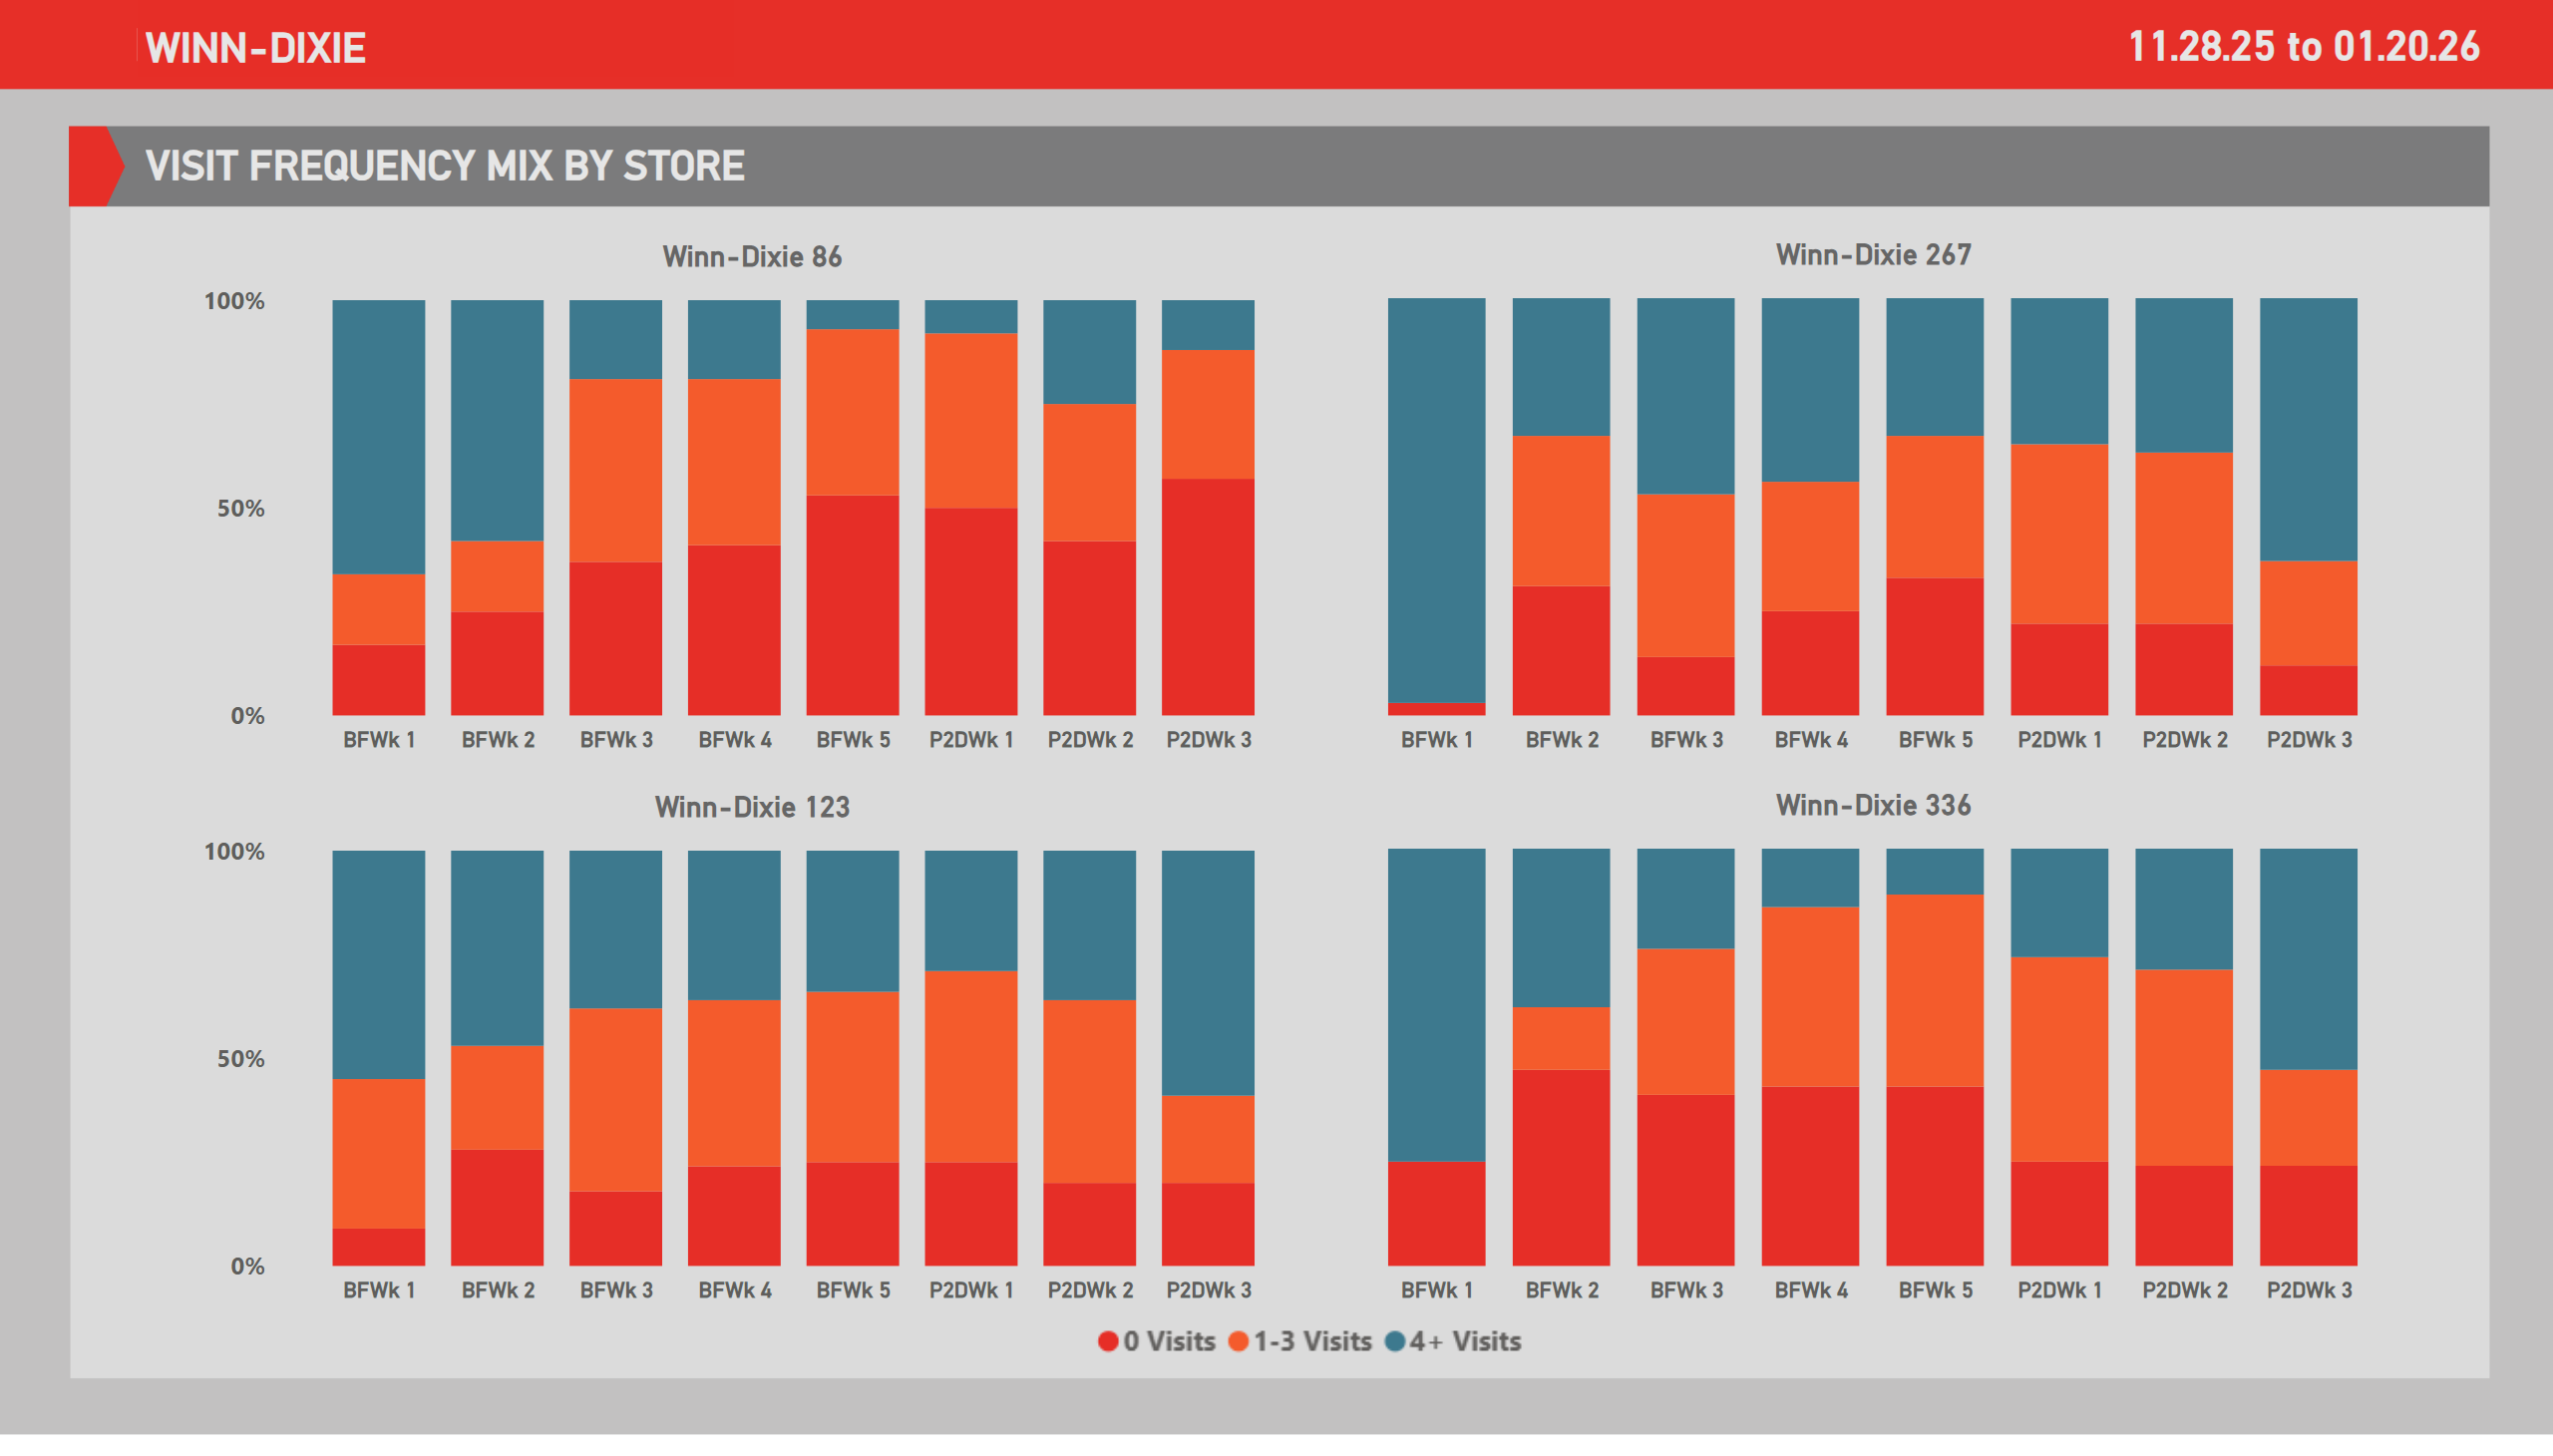 WINN-DIXIE
11.28.25 to 01.20.26
VISIT FREQUENCY MIX BY STORE
Winn-Dixie 86
100%
50%
0%
BFWk 1 BFWk 2 BFWk 3 BFWk 4 BFWk 5 P2DWk 1 P2DWk 2 P2DWk 3
Winn-Dixie 267
BFWk 1 BFWk 2 BFWk 3 BFWk 4 BFWk 5 P2DWk 1 P2DWk 2 P2DWk 3
Winn-Dixie 123
100%
50%
0%
BFWk 1 BFWk 2 BFWk 3 BFWk 4 BFWk 5 P2DWk 1 P2DWk 2 P2DWk 3
Winn-Dixie 336
BFWk 1 BFWk 2 BFWk 3 BFWk 4 BFWk 5 P2DWk 1 P2DWk 2 P2DWk 3
0 Visits 1-3 Visits 4+ Visits